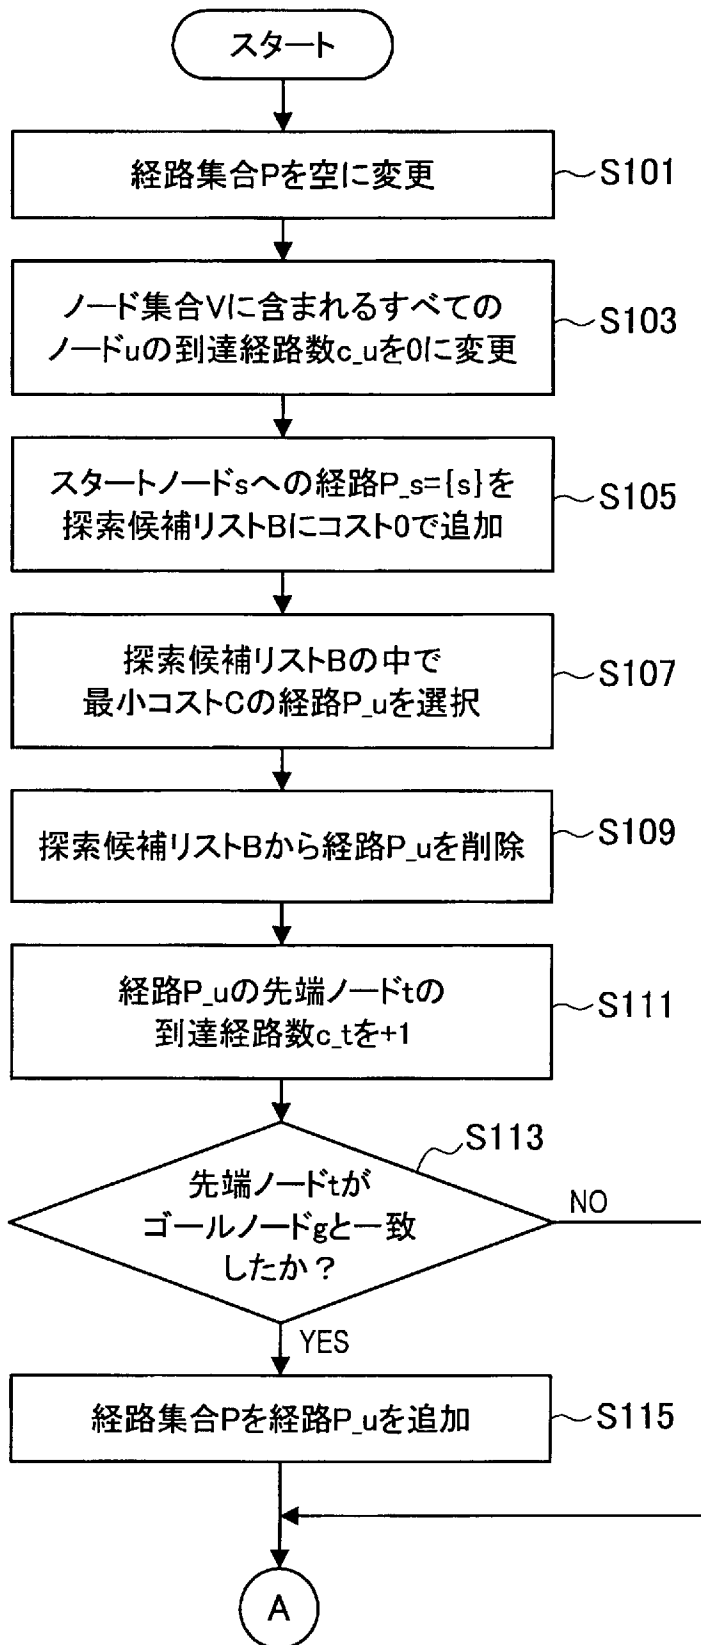 スタート
経路集合Pを空に変更
S101
ノード集合Vに含まれるすべての
ノードuの到達経路数c_uを0に変更
S103
スタートノードsへの経路P_s={s}を
探索候補リストBにコスト0で追加
S105
探索候補リストBの中で
最小コストCの経路P_uを選択
S107
探索候補リストBから経路P_uを削除
S109
経路P_uの先端ノードtの
到達経路数c_tを+1
S111
S113
先端ノードtが
ゴールノードgと一致
したか？
NO
YES
経路集合Pを経路P_uを追加
S115
A